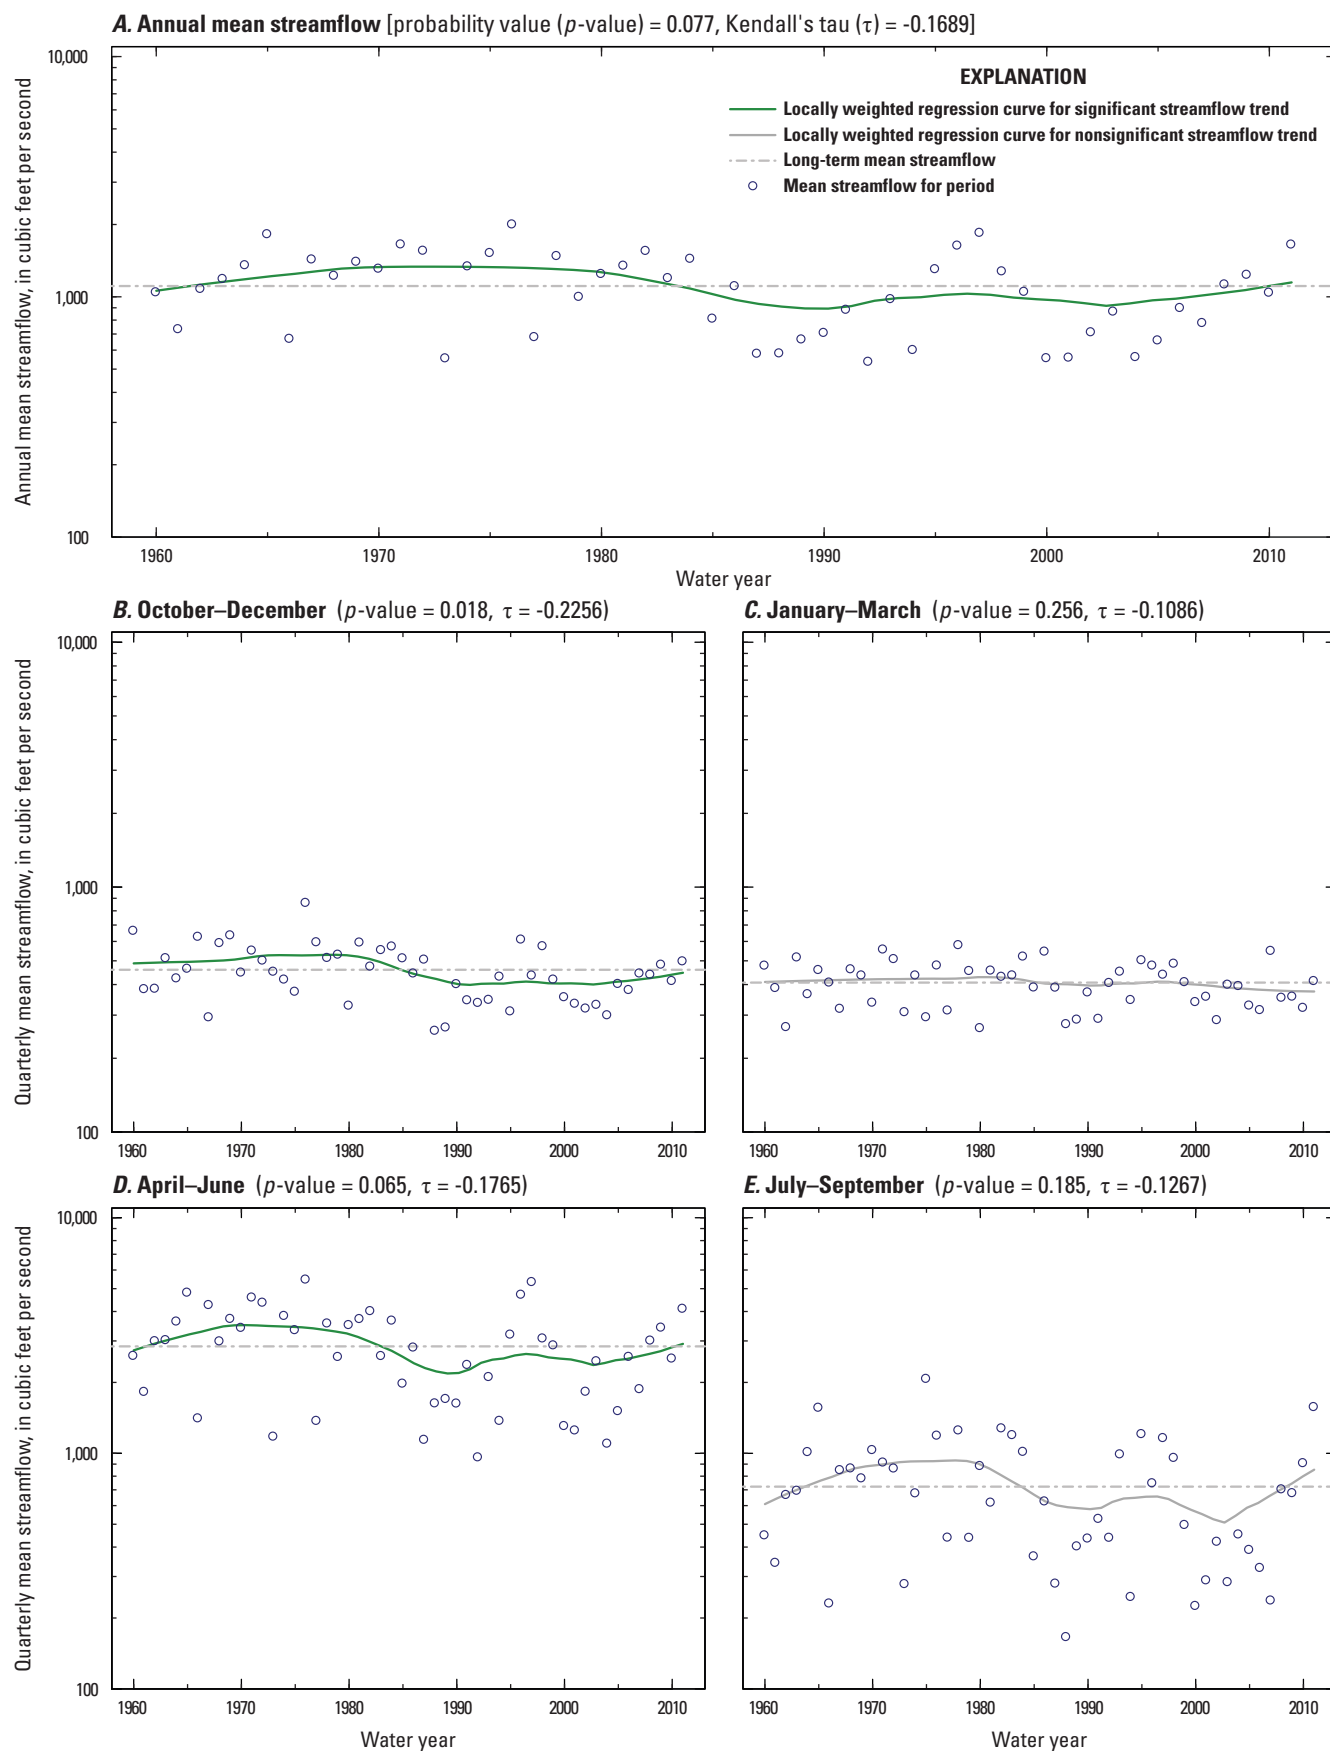 A. Annual mean streamflow [probability value (p-value) = 0.077, Kendall's tau (τ) = -0.1689]
Annual mean streamflow, in cubic feet per second
10,000
1,000
100
EXPLANATION
Locally weighted regression curve for significant streamflow trend
Locally weighted regression curve for nonsignificant streamflow trend
Long-term mean streamflow
Mean streamflow for period
1960 1970 1980 1990 2000 2010
Water year
B. October–December (p-value = 0.018, τ = -0.2256)
Quarterly mean streamflow, in cubic feet per second
10,000
1,000
100
1960 1970 1980 1990 2000 2010
C. January–March (p-value = 0.256, τ = -0.1086)
1960 1970 1980 1990 2000 2010
D. April–June (p-value = 0.065, τ = -0.1765)
Quarterly mean streamflow, in cubic feet per second
10,000
1,000
100
1960 1970 1980 1990 2000 2010
Water year
E. July–September (p-value = 0.185, τ = -0.1267)
1960 1970 1980 1990 2000 2010
Water year